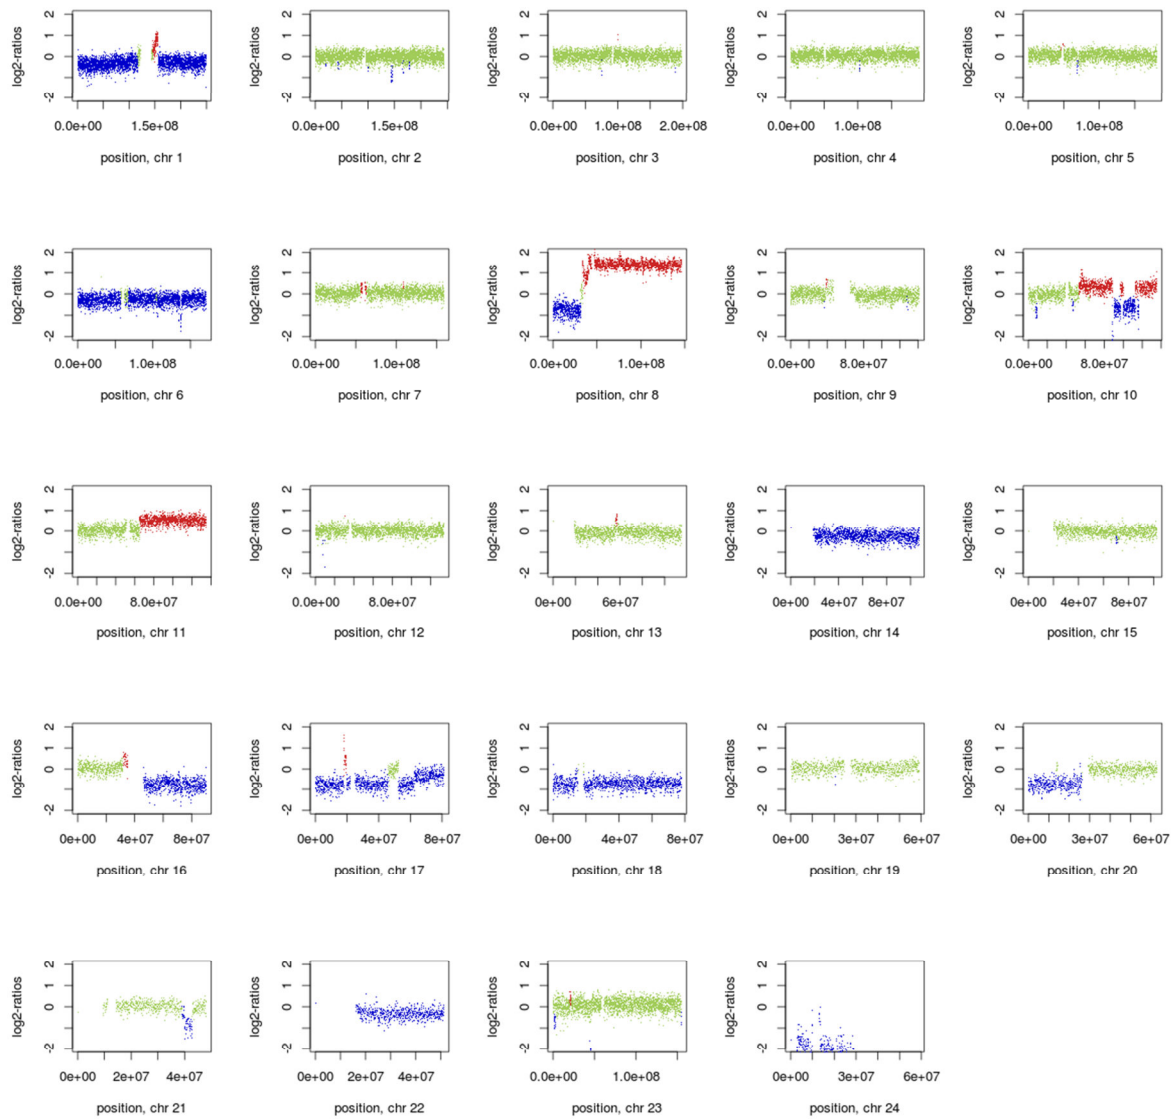 log2-ratios
2 1 0 -2
0.0e+00 1.5e+08
position, chr 1
log2-ratios
2 1 0 -2
0.0e+00 1.5e+08
position, chr 2
log2-ratios
2 1 0 -2
0.0e+00 1.0e+08 2.0e+08
position, chr 3
log2-ratios
2 1 0 -2
0.0e+00 1.0e+08
position, chr 4
log2-ratios
2 1 0 -2
0.0e+00 1.0e+08
position, chr 5
log2-ratios
2 1 0 -2
0.0e+00 1.0e+08
position, chr 6
log2-ratios
2 1 0 -2
0.0e+00 1.0e+08
position, chr 7
log2-ratios
2 1 0 -2
0.0e+00 1.0e+08
position, chr 8
log2-ratios
2 1 0 -2
0.0e+00 8.0e+07
position, chr 9
log2-ratios
2 1 0 -2
0.0e+00 8.0e+07
position, chr 10
log2-ratios
2 1 0 -2
0.0e+00 8.0e+07
position, chr 11
log2-ratios
2 1 0 -2
0.0e+00 8.0e+07
position, chr 12
log2-ratios
2 1 0 -2
0e+00 6e+07
position, chr 13
log2-ratios
2 1 0 -2
0e+00 4e+07 8e+07
position, chr 14
log2-ratios
2 1 0 -2
0e+00 4e+07 8e+07
position, chr 15
log2-ratios
2 1 0 -2
0e+00 4e+07 8e+07
position, chr 16
log2-ratios
2 1 0 -2
0e+00 4e+07 8e+07
position, chr 17
log2-ratios
2 1 0 -2
0e+00 4e+07 8e+07
position, chr 18
log2-ratios
2 1 0 -2
0e+00 3e+07 6e+07
position, chr 19
log2-ratios
2 1 0 -2
0e+00 3e+07 6e+07
position, chr 20
log2-ratios
2 1 0 -2
0e+00 2e+07 4e+07
position, chr 21
log2-ratios
2 1 0 -2
0e+00 2e+07 4e+07
position, chr 22
log2-ratios
2 1 0 -2
0.0e+00 1.0e+08
position, chr 23
log2-ratios
2 1 0 -2
0e+00 3e+07 6e+07
position, chr 24